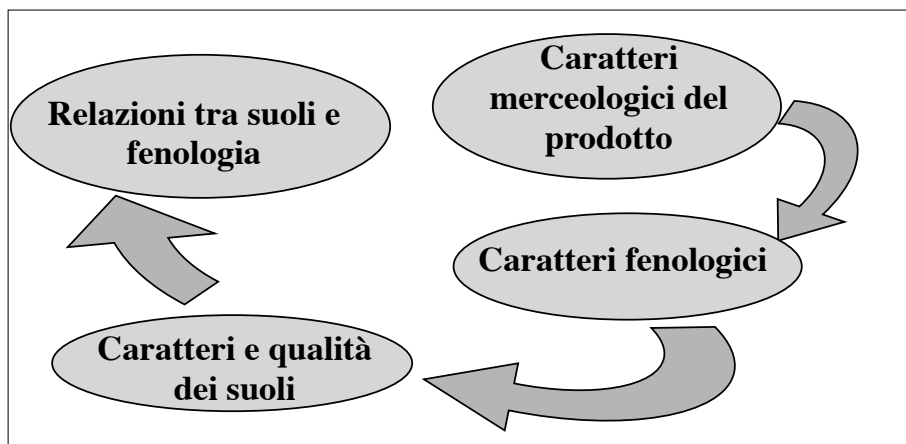 Relazioni tra suoli e
fenologia
Caratteri
merceologici del
prodotto
Caratteri fenologici
Caratteri e qualità
dei suoli